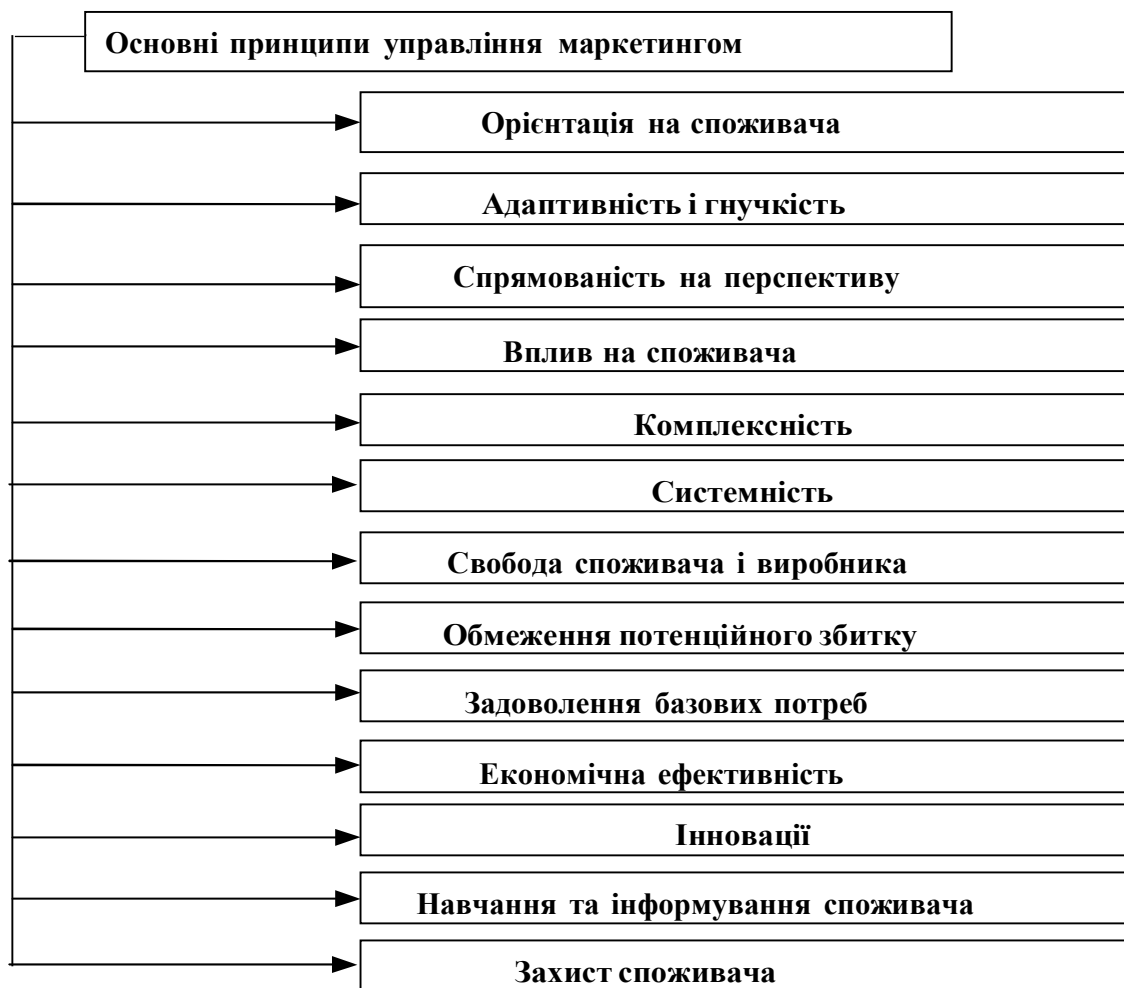 Основні принципи управління маркетингом
Орієнтація на споживача
Адаптивність і гнучкість
Спрямованість на перспективу
Вплив на споживача
Комплексність
Системність
Свобода споживача і виробника
Обмеження потенційного збитку
Задоволення базових потреб
Економічна ефективність
Інновації
Навчання та інформування споживача
Захист споживача